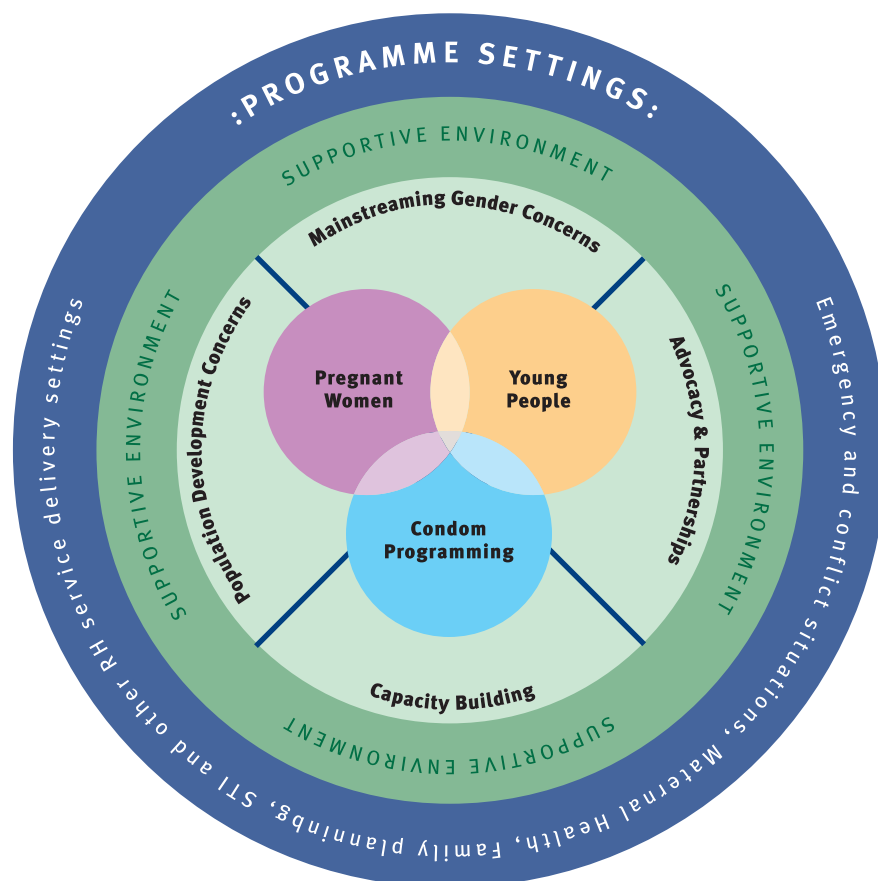 :PROGRAMME SETTINGS:
SUPPORTIVE ENVIRONMENT
SUPPORTIVE ENVIRONMENT
SUPPORTIVE ENVIRONMENT
SUPPORTIVE ENVIRONMENT
Mainstreaming Gender Concerns
Population Development Concerns
Advocacy & Partnerships
Capacity Building
Pregnant
Women
Young
People
Condom
Programming
Emergency and conflict situations, Maternal Health, Family planninbg, STI and other RH service delivery settings